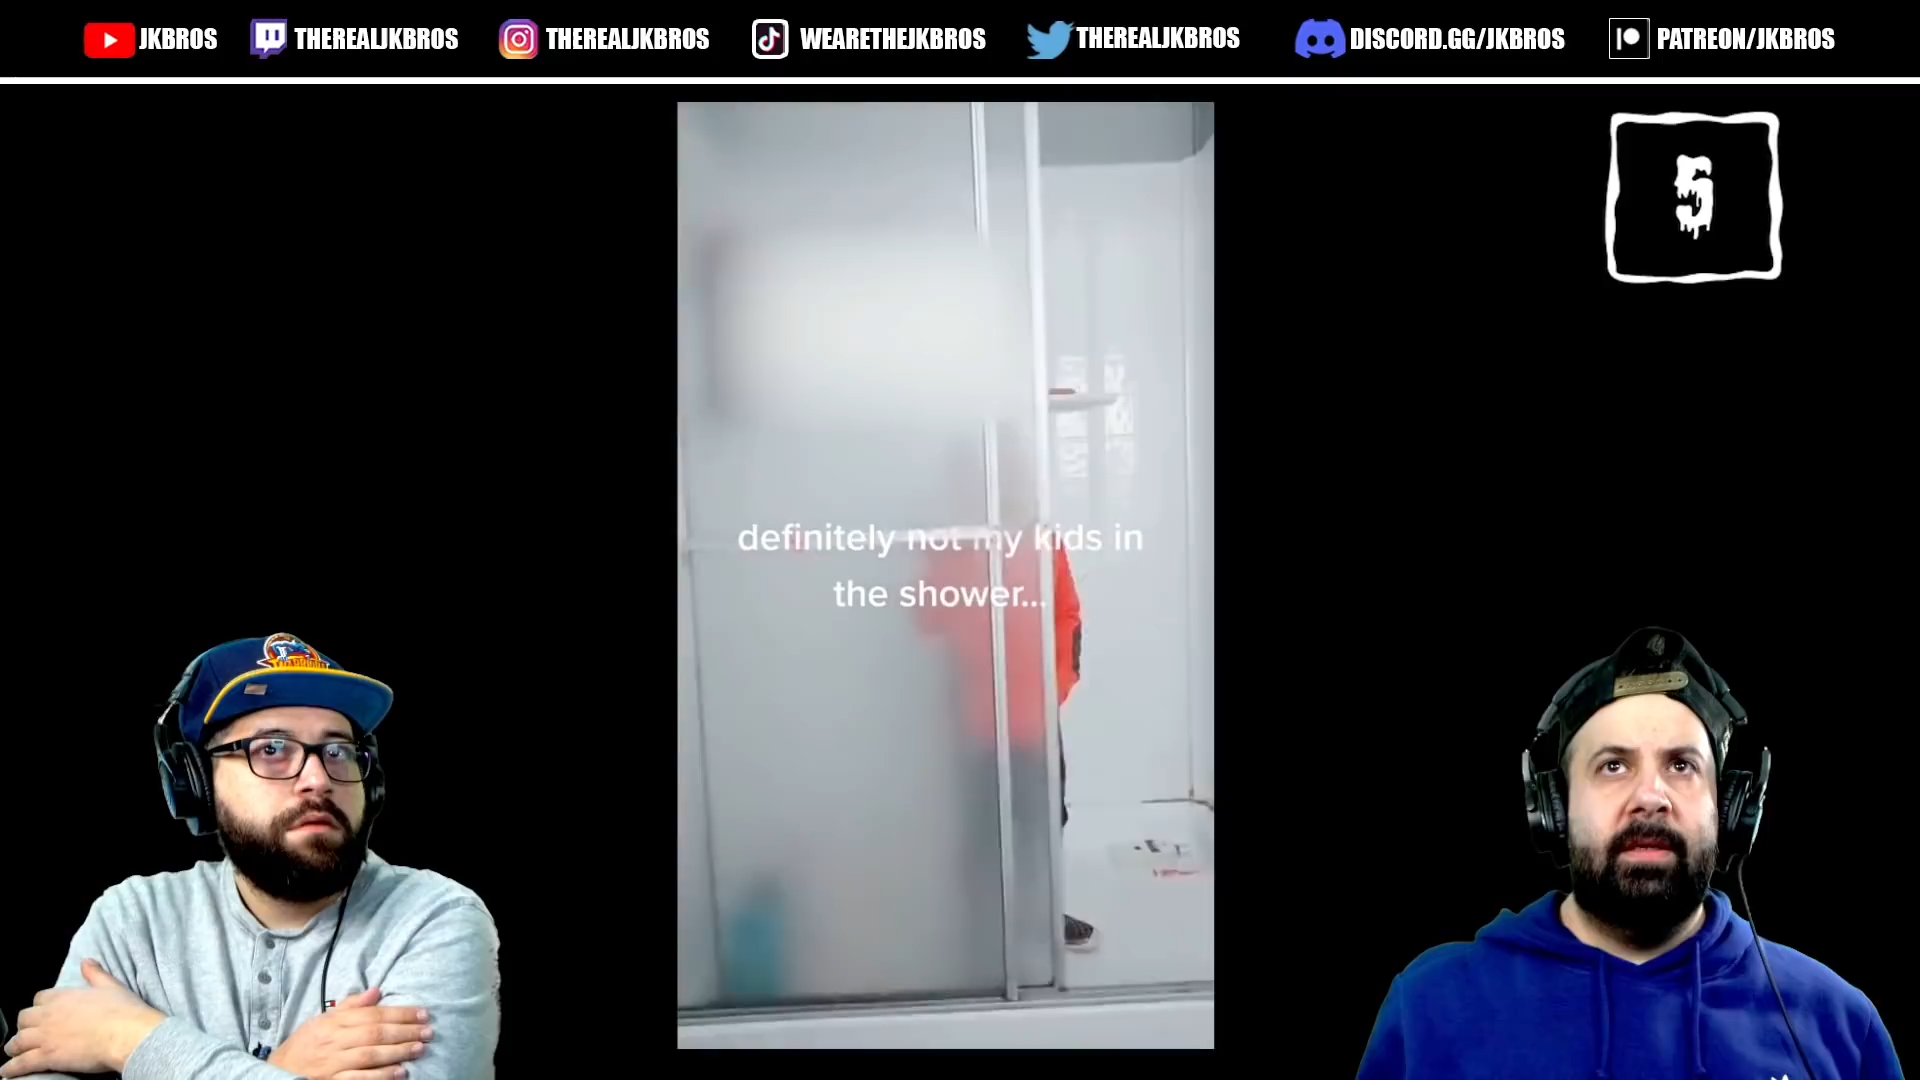 JKBROS THEREALJKBROS THEREALJKBROS WEARETHEJKBROS THEREALJKBROS DISCORD.GG/JKBROS PATREON/JKBROS
5
definitely not my kids in
the shower...